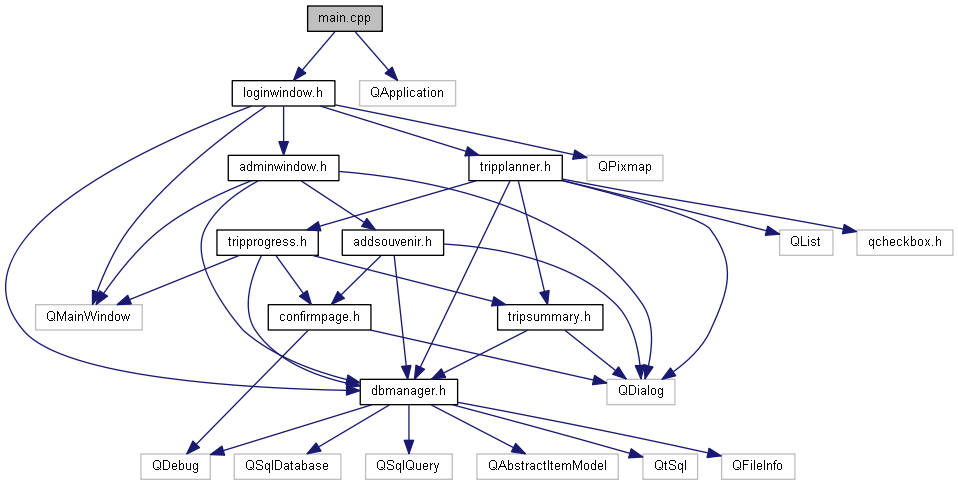 main.cpp
loginwindow.h
QApplication
adminwindow.h
tripplanner.h
QPixmap
tripprogress.h
addsouvenir.h
QList
qcheckbox.h
QMainWindow
confirmpage.h
tripsummary.h
dbmanager.h
QDialog
QDebug
QSqlDatabase
QSqlQuery
QAbstractItemModel
QtSql
QFileInfo